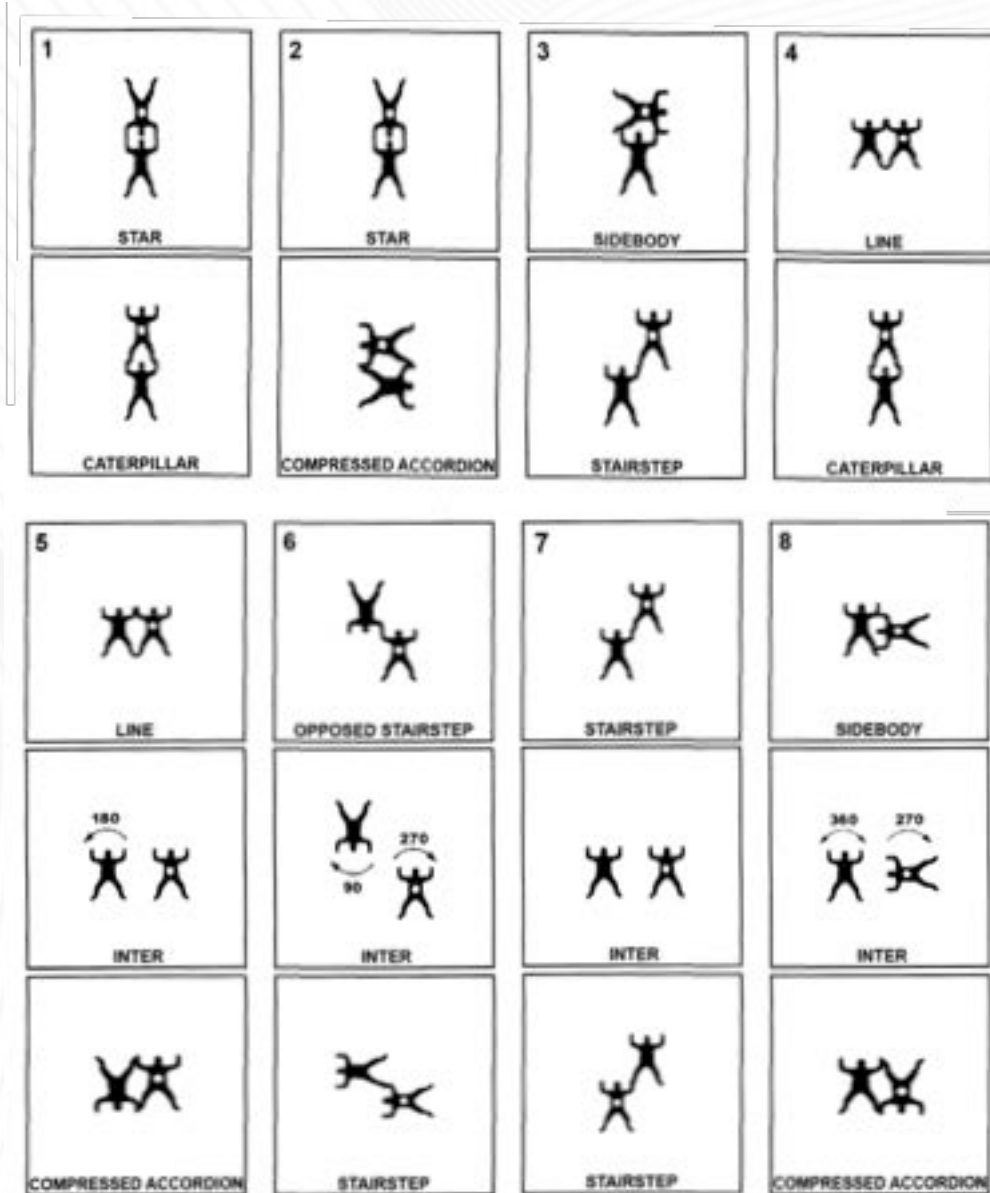 1 2 3 4
STAR STAR SIDEBODY LINE
CATERPILLAR COMPRESSED ACCORDION STAIRSTEP CATERPILLAR
5 6 7 8
LINE OPPOSED STAIRSTEP STAIRSTEP SIDEBODY
180 270 360 270
90
INTER INTER INTER INTER
COMPRESSED ACCORDION STAIRSTEP STAIRSTEP COMPRESSED ACCORDION